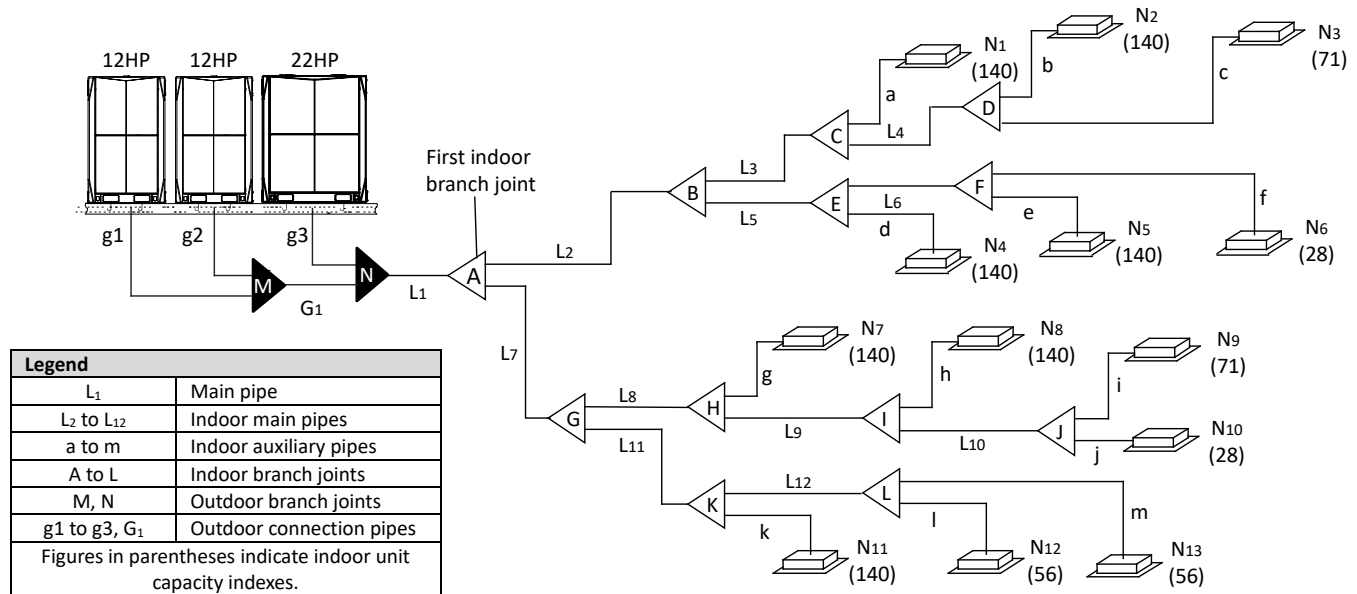 12HP 12HP 22HP
g1 g2 g3
M
N
G1
L1
First indoor
branch joint
A
L2
B
L3
L5
C
a
L4
D
b
c
N1
(140)
N2
(140)
N3
(71)
E
L6
d
F
e
f
N4
(140)
N5
(140)
N6
(28)
L7
G
L8
L11
H
g
L9
I
h
L10
J
i
j
N7
(140)
N8
(140)
N9
(71)
N10
(28)
K
L12
k
L
l
m
N11
(140)
N12
(56)
N13
(56)
Legend
L1 Main pipe
L2 to L12 Indoor main pipes
a to m Indoor auxiliary pipes
A to L Indoor branch joints
M, N Outdoor branch joints
g1 to g3, G1 Outdoor connection pipes
Figures in parentheses indicate indoor unit
capacity indexes.